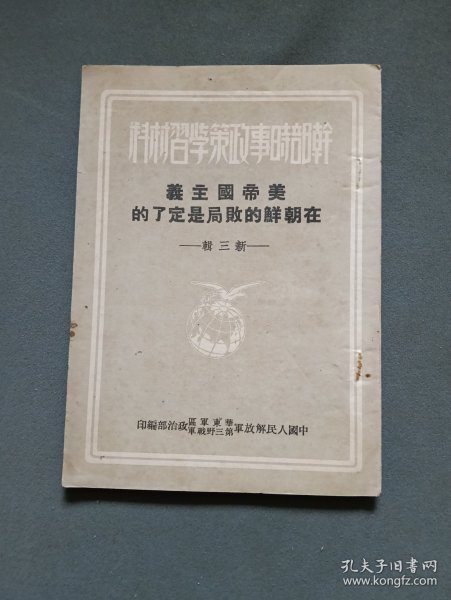 幹部時事政策學習材料
美帝國主義
在朝鮮的敗局是定了的
—新三輯—
中國人民解放軍華東軍區第三野戰軍政治部編印
孔夫子旧书网
www.kongfz.com